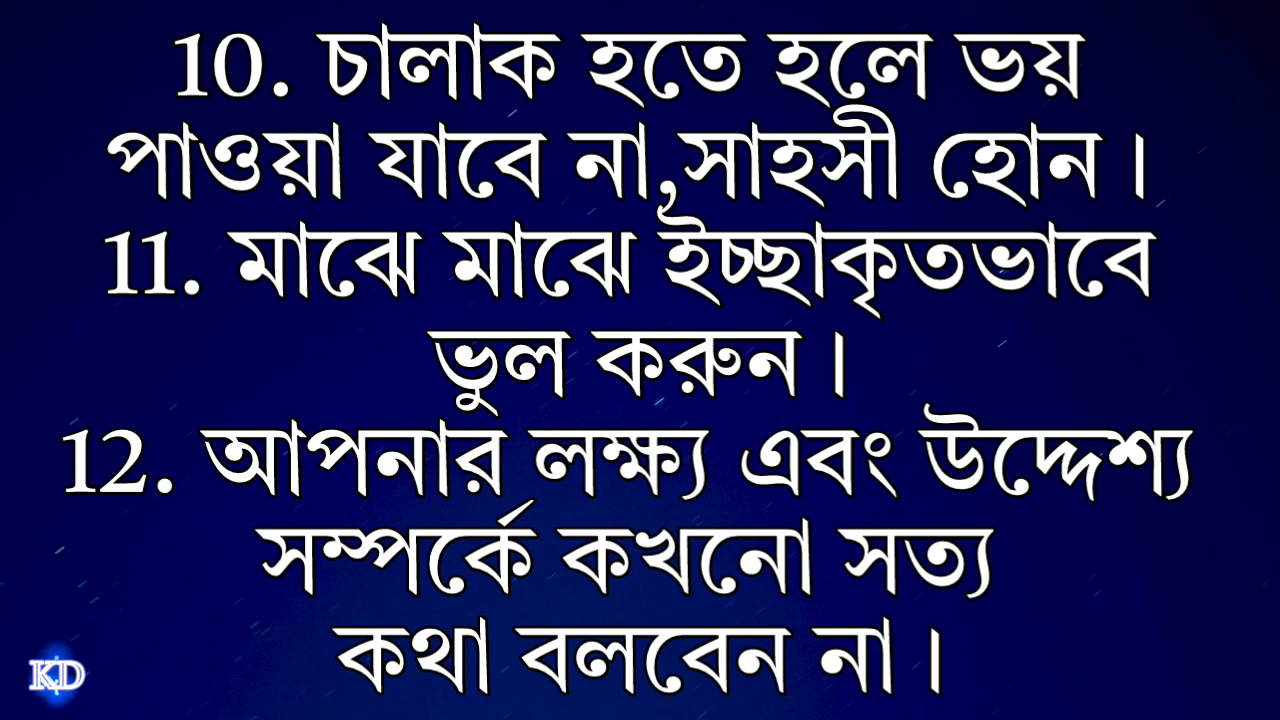 10. চালাক হতে হলে ভয়
পাওয়া যাবে না,সাহসী হোন।
11. মাঝে মাঝে ইচ্ছাকৃতভাবে
ভুল করুন।
12. আপনার লক্ষ্য এবং উদ্দেশ্য
সম্পর্কে কখনো সত্য
কথা বলবেন না।
KD